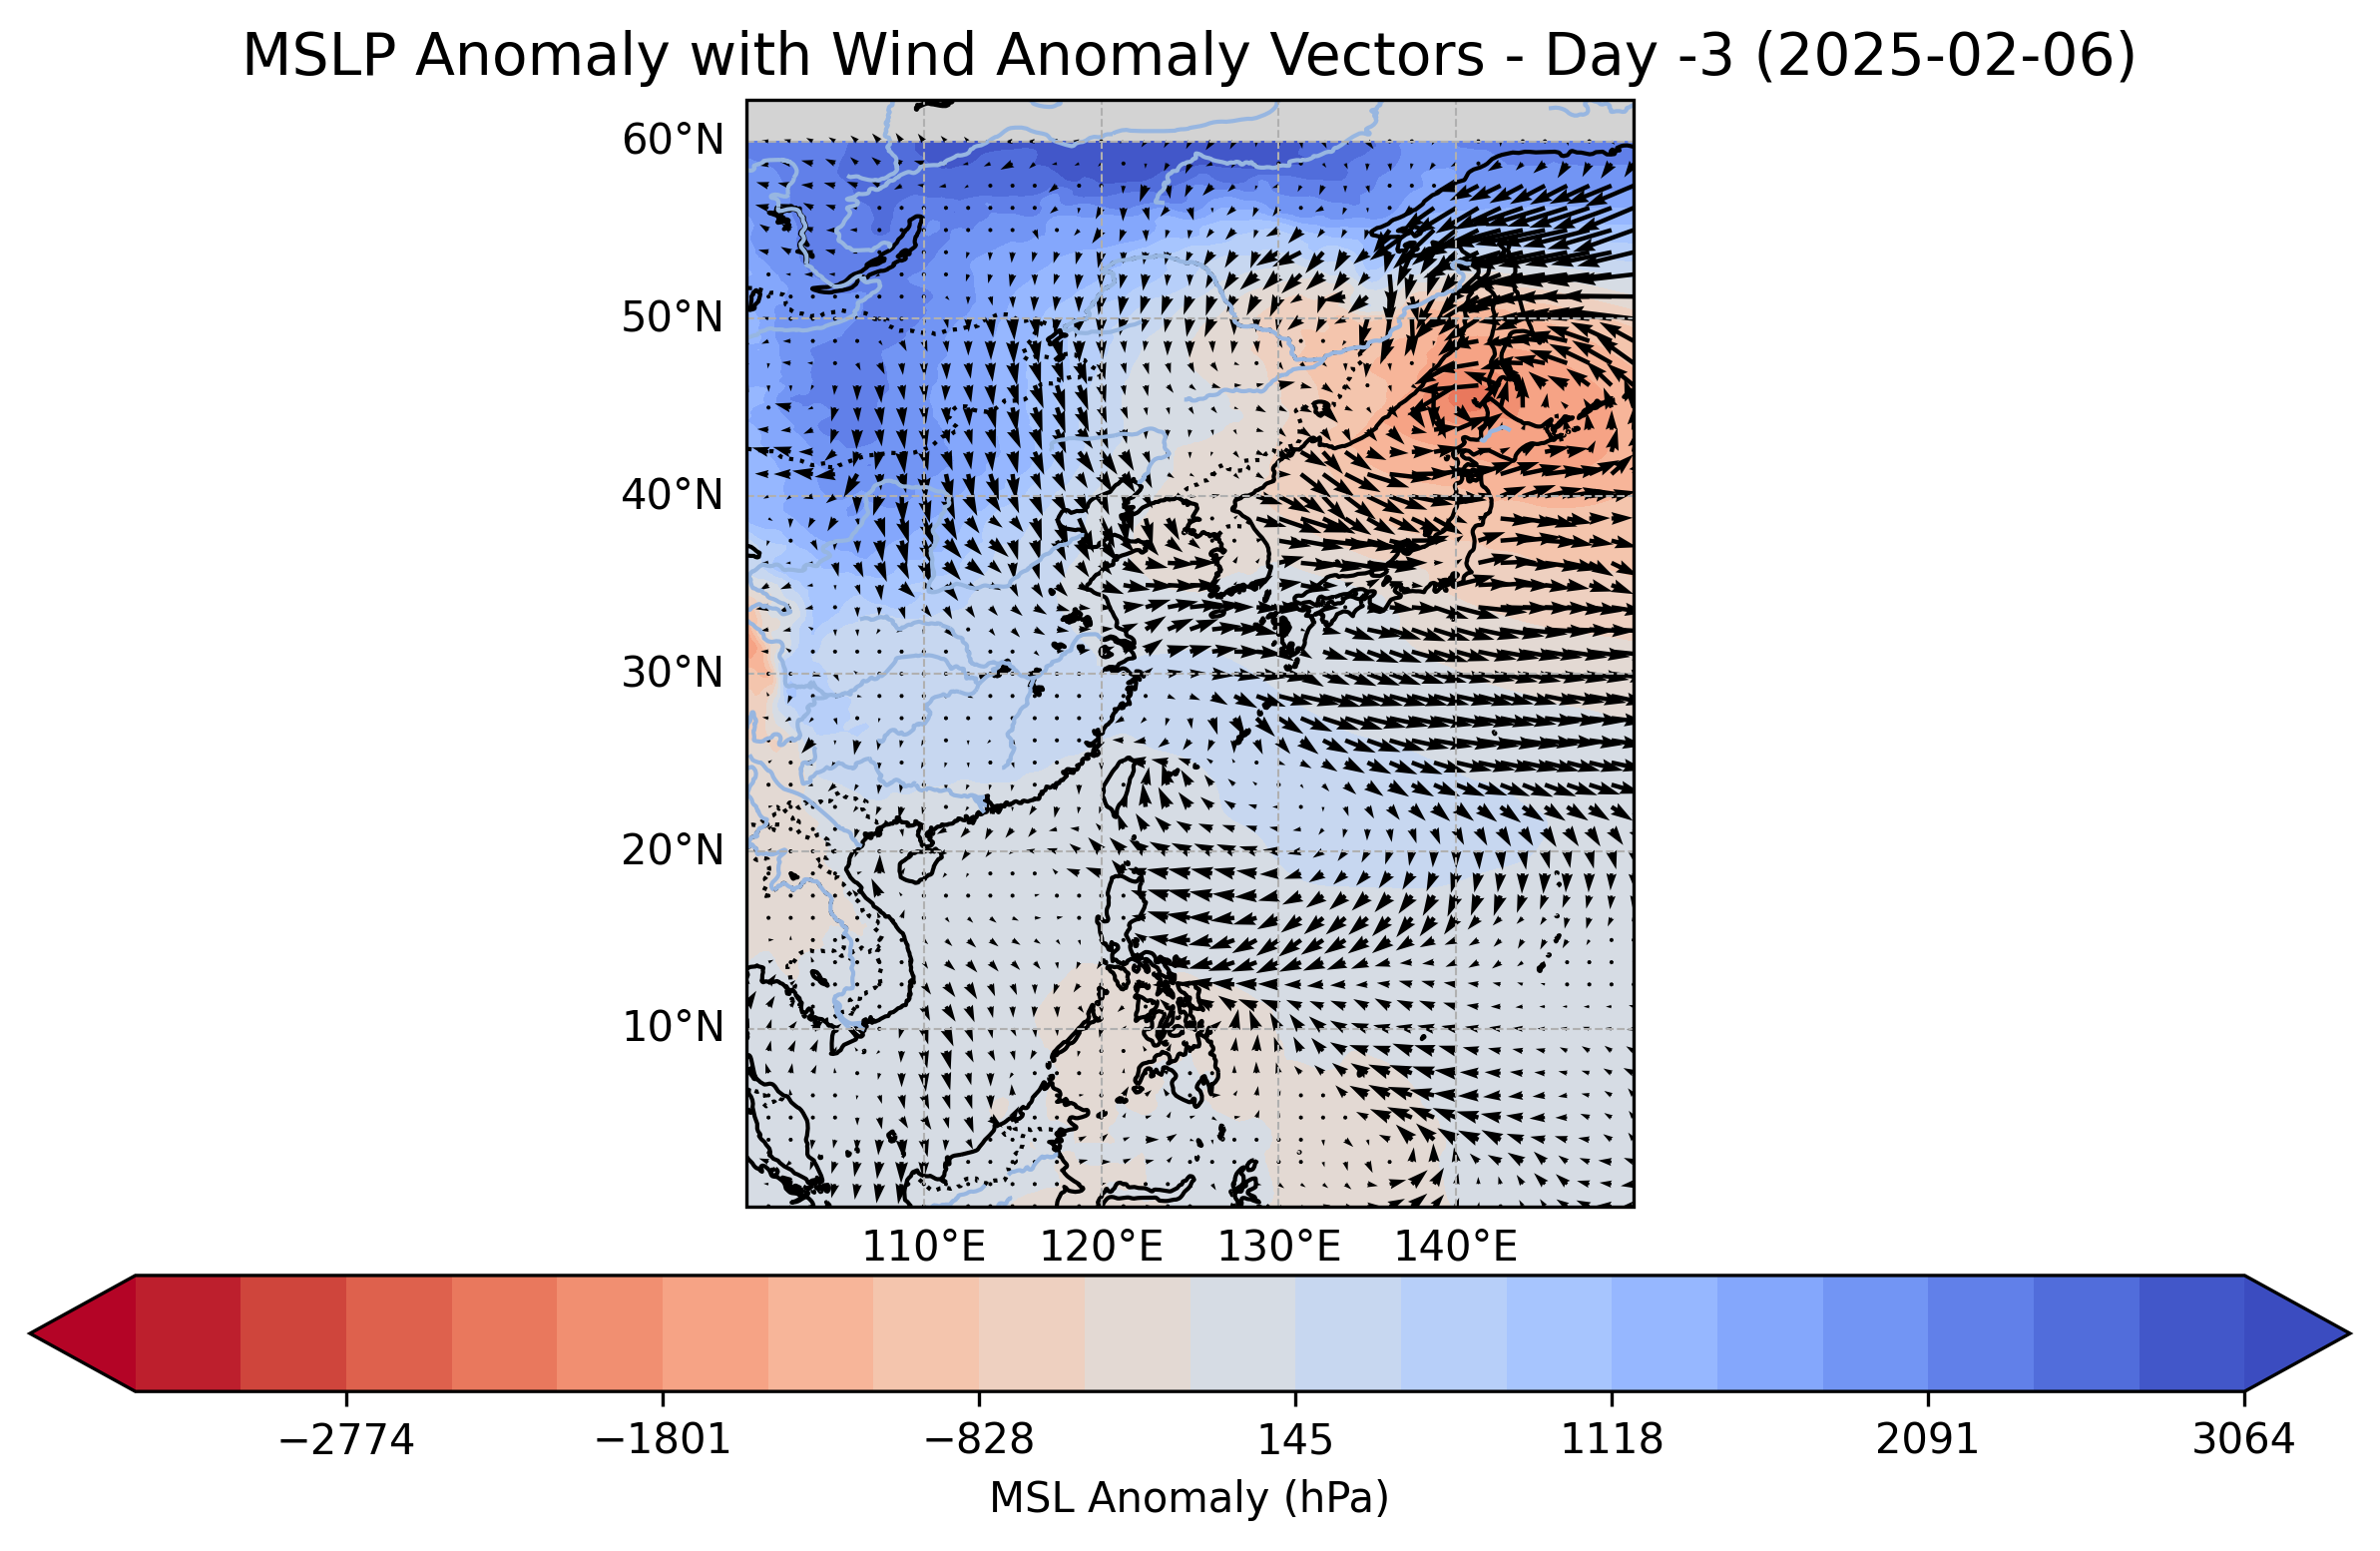 MSLP Anomaly with Wind Anomaly Vectors - Day -3 (2025-02-06)
60°N
50°N
40°N
30°N
20°N
10°N
110°E 120°E 130°E 140°E
−2774 −1801 −828 145 1118 2091 3064
MSL Anomaly (hPa)